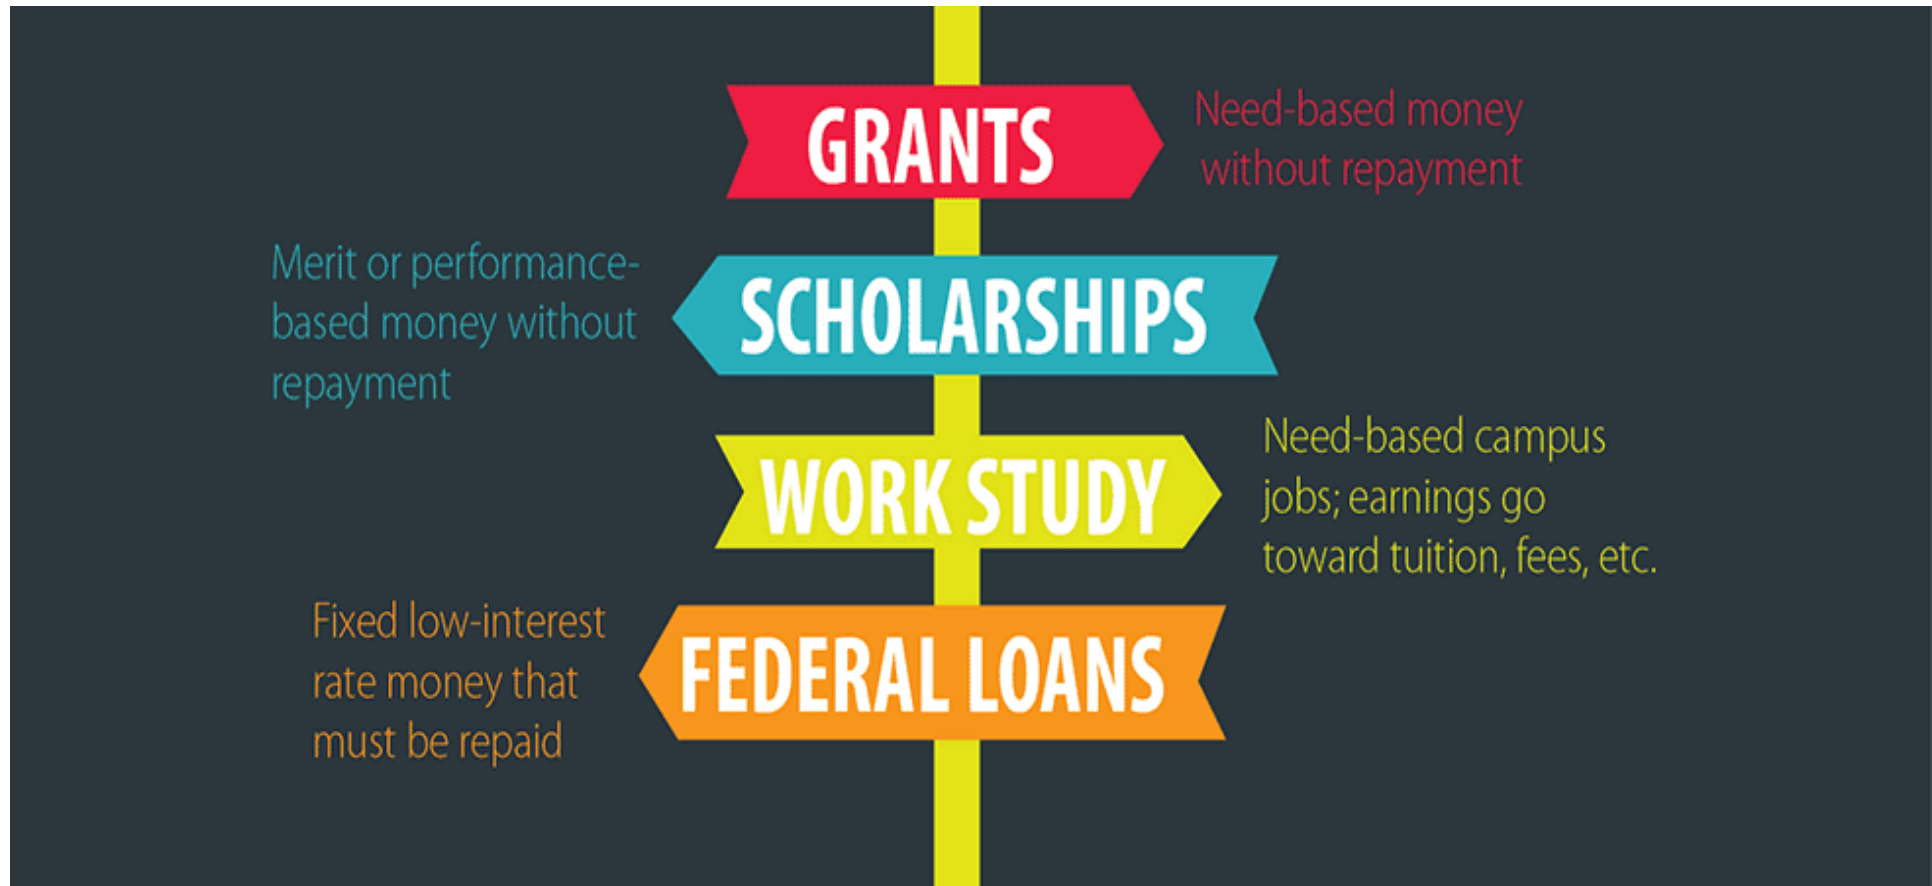 GRANTS
Need-based money
without repayment
SCHOLARSHIPS
Merit or performance-
based money without
repayment
WORK STUDY
Need-based campus
jobs; earnings go
toward tuition, fees, etc.
FEDERAL LOANS
Fixed low-interest
rate money that
must be repaid